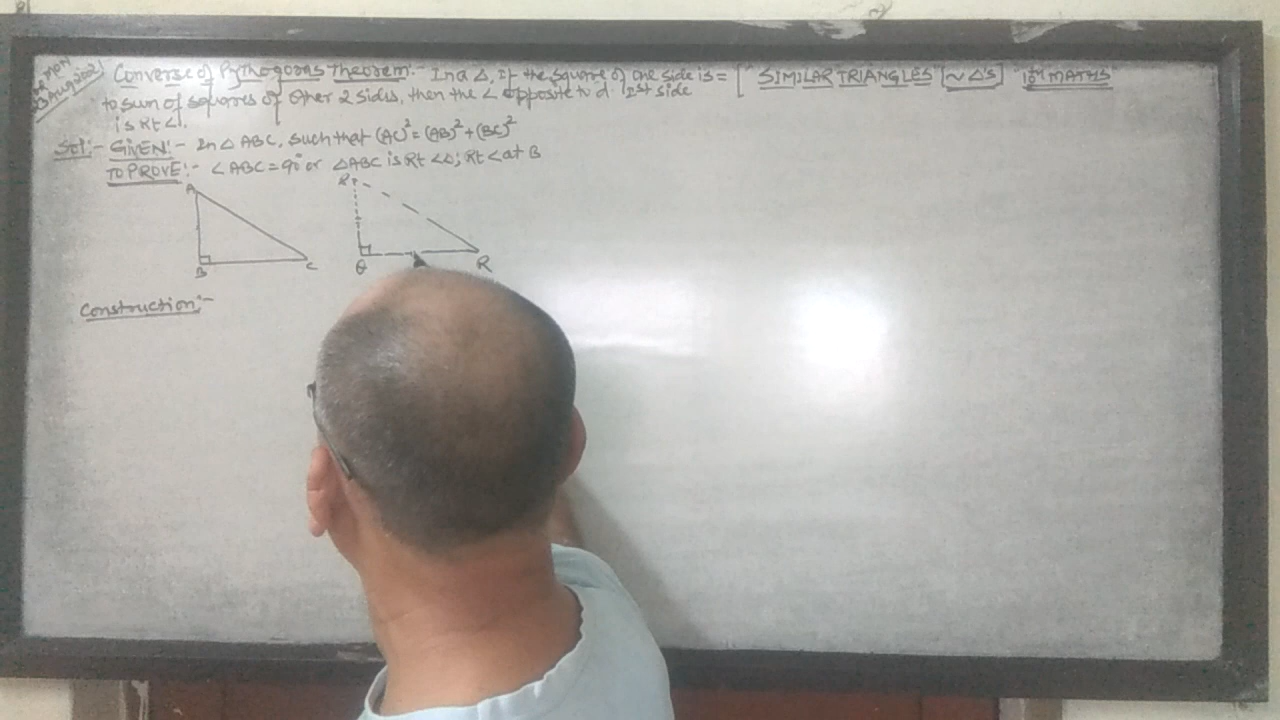 Converse of Pythogoras Theorem:- In a △, If the square of one side is = [ "SIMILAR TRIANGLES [~△'s] 10th MATHS"
to sum of squares of other 2 sides, then the ∠ opposite to d 1st side
is Rt ∠d.
Sol:- GIVEN:- In △ ABC, such that (AC)² = (AB)² + (BC)²
TO PROVE:- ∠ABC = 90° or △ABC is Rt ∠△; Rt ∠ at B
A
P
B
C
Q
R
Construction:-